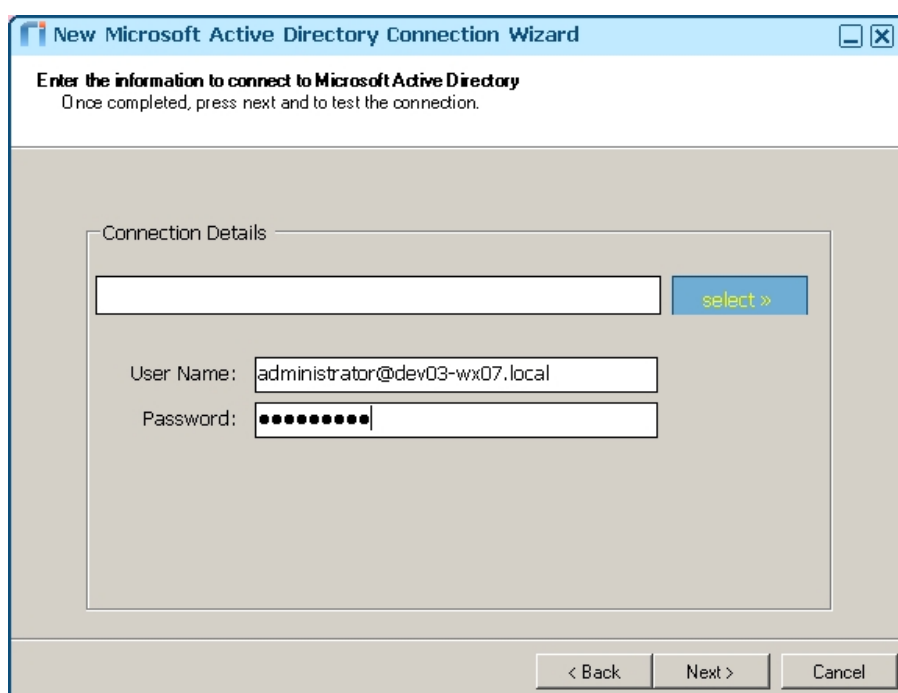 New Microsoft Active Directory Connection Wizard
Enter the information to connect to Microsoft Active Directory
Once completed, press next and to test the connection.
Connection Details
select »
User Name: administrator@dev03-wx07.local
Password: ●●●●●●●●●
< Back Next > Cancel